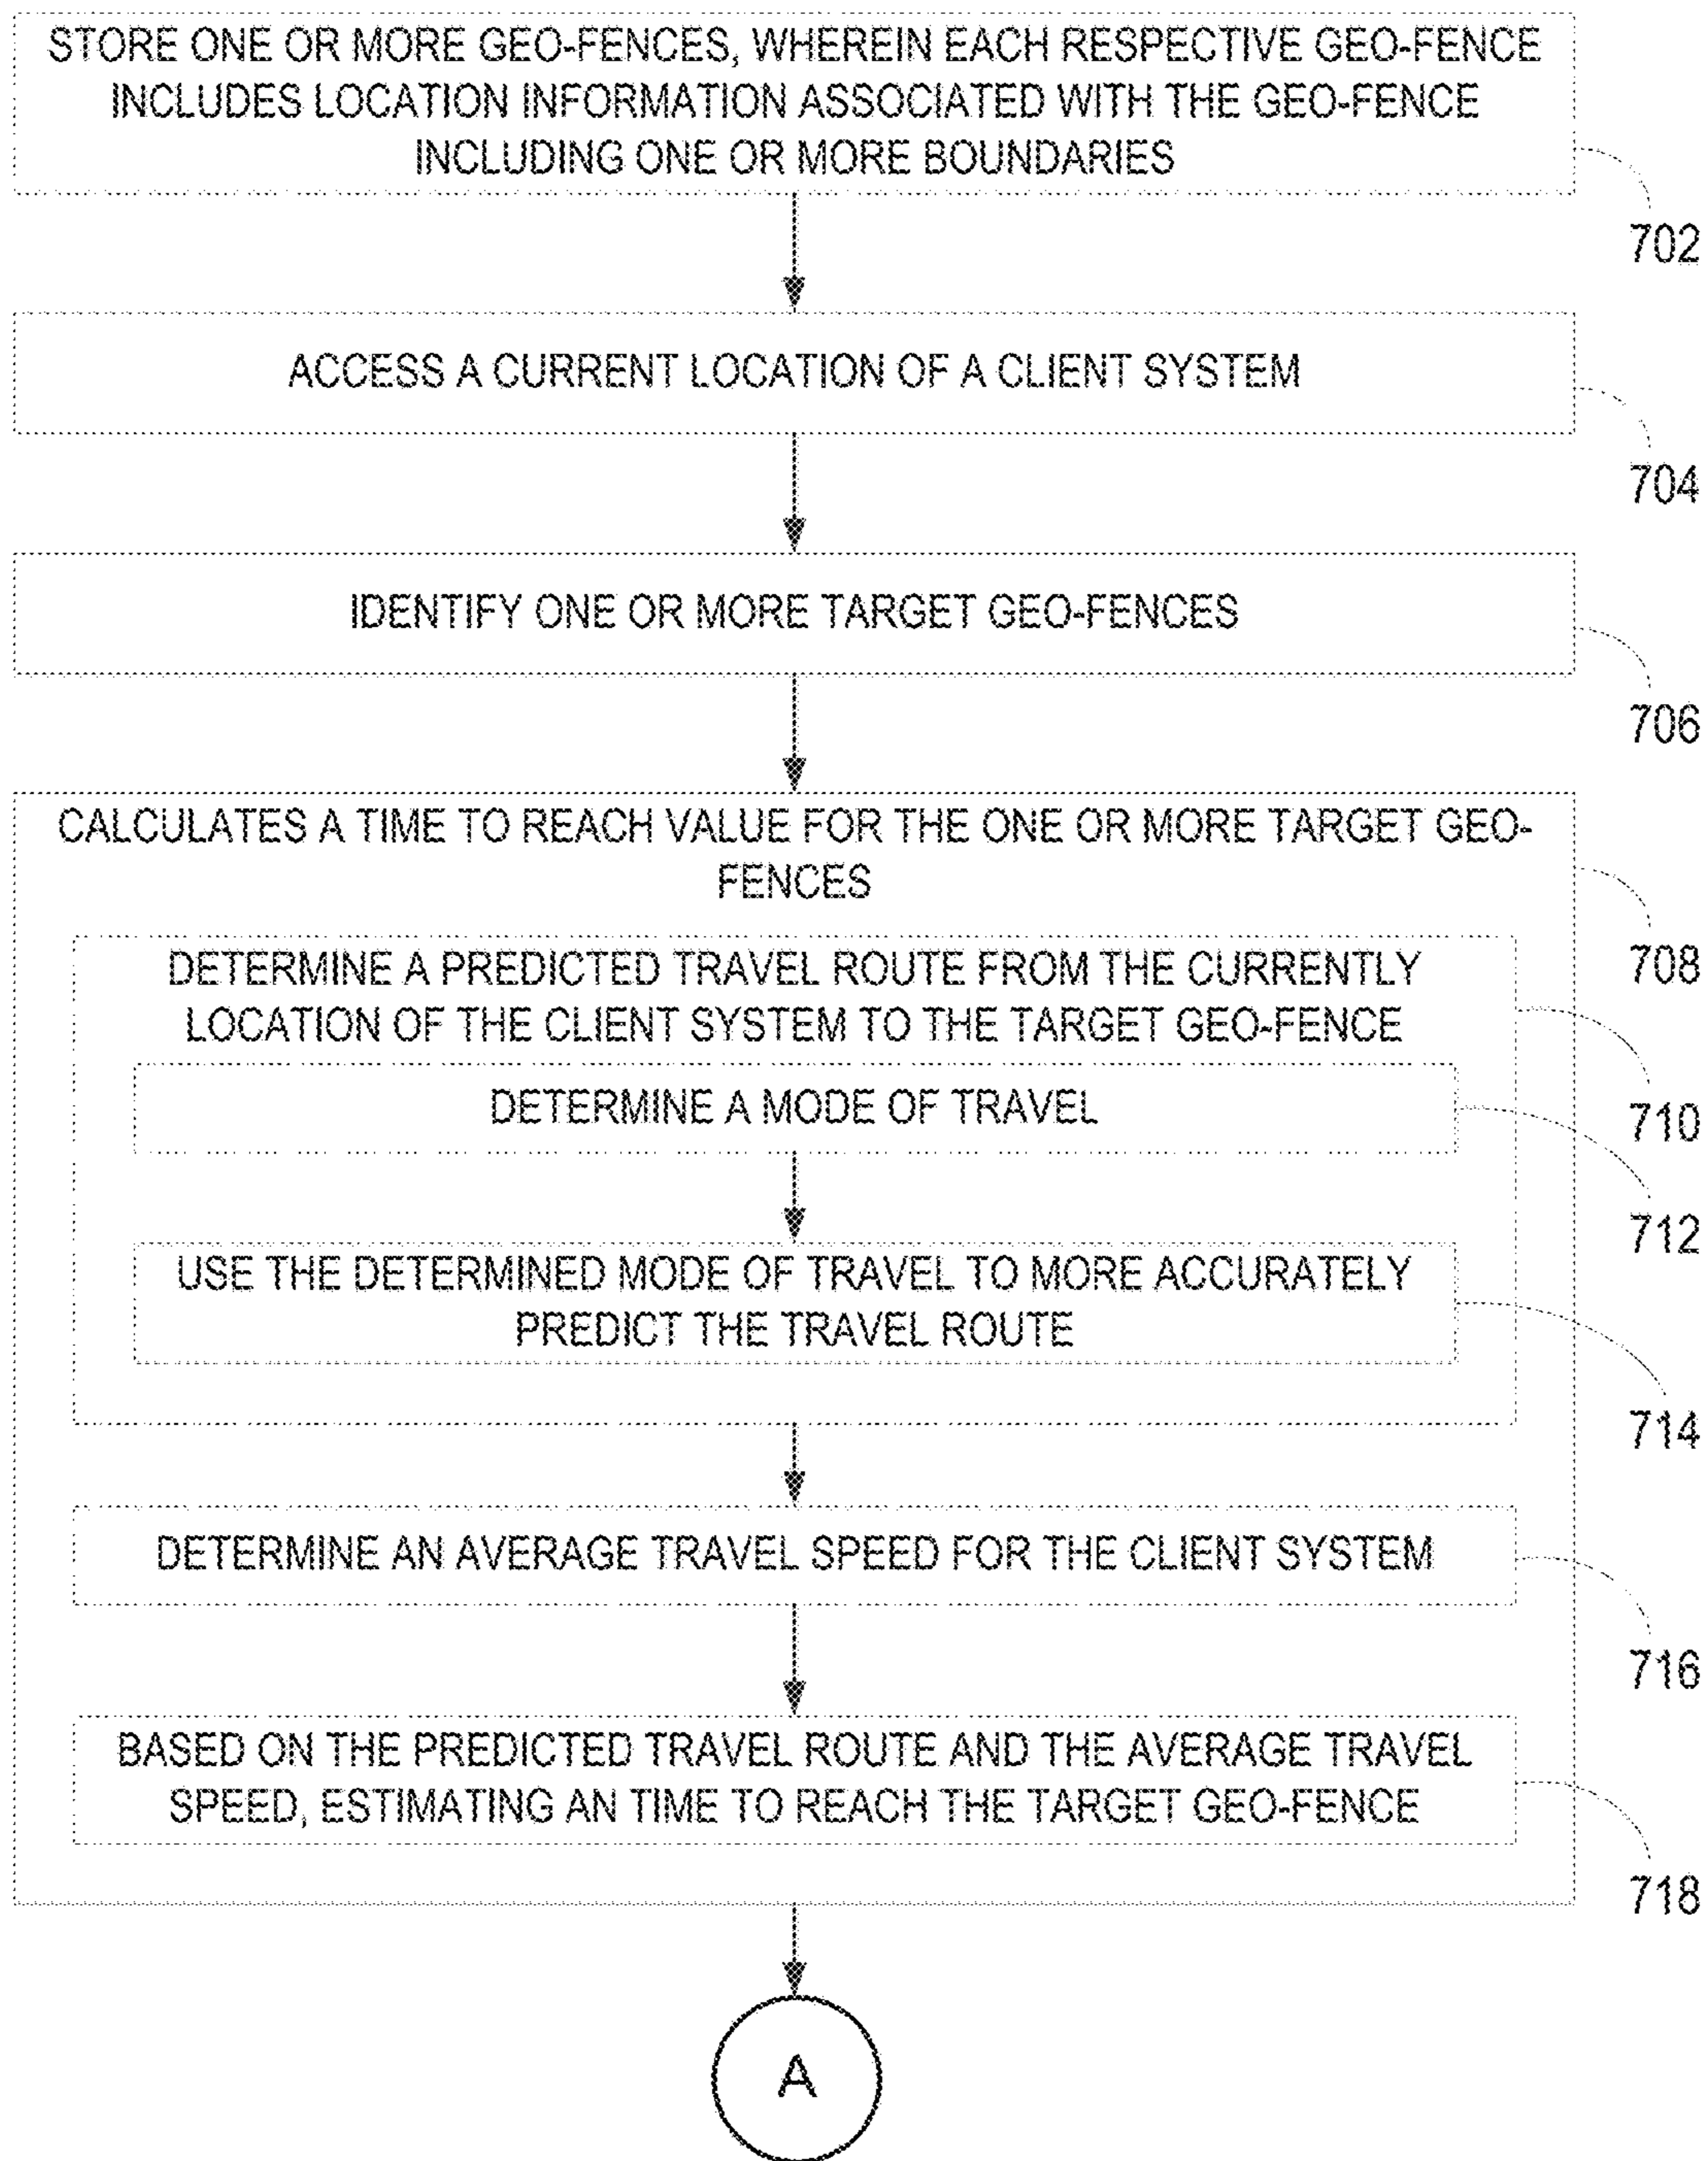 STORE ONE OR MORE GEO-FENCES, WHEREIN EACH RESPECTIVE GEO-FENCE
INCLUDES LOCATION INFORMATION ASSOCIATED WITH THE GEO-FENCE
INCLUDING ONE OR MORE BOUNDARIES
702
ACCESS A CURRENT LOCATION OF A CLIENT SYSTEM
704
IDENTIFY ONE OR MORE TARGET GEO-FENCES
706
CALCULATES A TIME TO REACH VALUE FOR THE ONE OR MORE TARGET GEO-
FENCES
708
DETERMINE A PREDICTED TRAVEL ROUTE FROM THE CURRENTLY
LOCATION OF THE CLIENT SYSTEM TO THE TARGET GEO-FENCE
710
DETERMINE A MODE OF TRAVEL
712
USE THE DETERMINED MODE OF TRAVEL TO MORE ACCURATELY
PREDICT THE TRAVEL ROUTE
714
DETERMINE AN AVERAGE TRAVEL SPEED FOR THE CLIENT SYSTEM
716
BASED ON THE PREDICTED TRAVEL ROUTE AND THE AVERAGE TRAVEL
SPEED, ESTIMATING AN TIME TO REACH THE TARGET GEO-FENCE
718
A